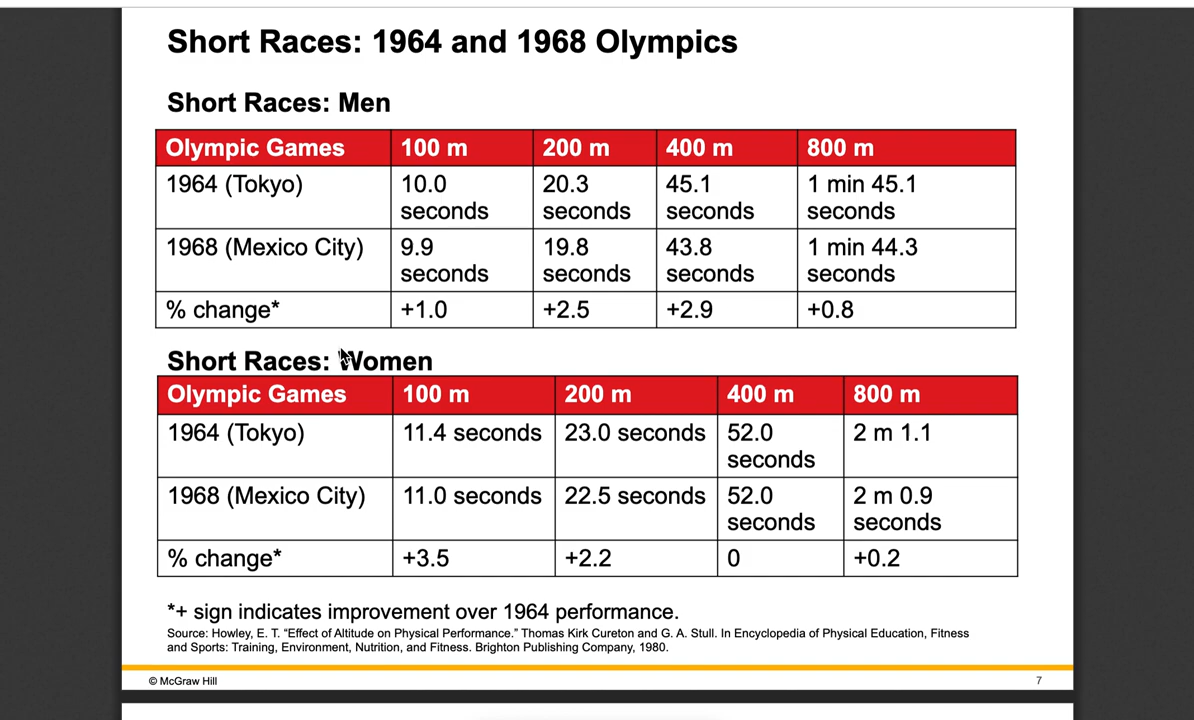 Short Races: 1964 and 1968 Olympics
Short Races: Men
Olympic Games 100 m 200 m 400 m 800 m
1964 (Tokyo) 10.0 seconds 20.3 seconds 45.1 seconds 1 min 45.1 seconds
1968 (Mexico City) 9.9 seconds 19.8 seconds 43.8 seconds 1 min 44.3 seconds
% change* +1.0 +2.5 +2.9 +0.8
Short Races: Women
Olympic Games 100 m 200 m 400 m 800 m
1964 (Tokyo) 11.4 seconds 23.0 seconds 52.0 seconds 2 m 1.1
1968 (Mexico City) 11.0 seconds 22.5 seconds 52.0 seconds 2 m 0.9 seconds
% change* +3.5 +2.2 0 +0.2
*+ sign indicates improvement over 1964 performance.
Source: Howley, E. T. “Effect of Altitude on Physical Performance.” Thomas Kirk Cureton and G. A. Stull. In Encyclopedia of Physical Education, Fitness
and Sports: Training, Environment, Nutrition, and Fitness. Brighton Publishing Company, 1980.
© McGraw Hill 7